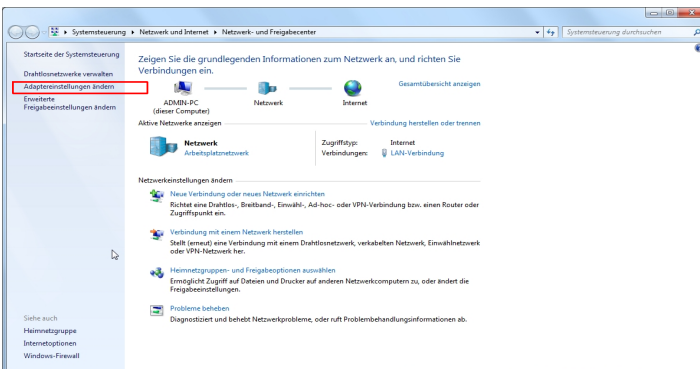 Systemsteuerung ▸ Netzwerk und Internet ▸ Netzwerk- und Freigabecenter
Systemsteuerung durchsuchen
Startseite der Systemsteuerung
Drahtlosnetzwerke verwalten
Adaptereinstellungen ändern
Erweiterte
Freigabeeinstellungen ändern
Zeigen Sie die grundlegenden Informationen zum Netzwerk an, und richten Sie
Verbindungen ein.
Gesamtübersicht anzeigen
ADMIN-PC
(dieser Computer)
Netzwerk
Internet
Aktive Netzwerke anzeigen
Verbindung herstellen oder trennen
Netzwerk
Arbeitsplatznetzwerk
Zugriffstyp: Internet
Verbindungen: LAN-Verbindung
Netzwerkeinstellungen ändern
Neue Verbindung oder neues Netzwerk einrichten
Richtet eine Drahtlos-, Breitband-, Einwähl-, Ad-hoc- oder VPN-Verbindung bzw. einen Router oder
Zugriffspunkt ein.
Verbindung mit einem Netzwerk herstellen
Stellt (erneut) eine Verbindung mit einem Drahtlosnetzwerk, verkabelten Netzwerk, Einwählnetzwerk
oder VPN-Netzwerk her.
Heimnetzgruppen- und Freigabeoptionen auswählen
Ermöglicht Zugriff auf Dateien und Drucker auf anderen Netzwerkcomputern zu, oder ändert die
Freigabeeinstellungen.
Probleme beheben
Diagnostiziert und behebt Netzwerkprobleme, oder ruft Problembehandlungsinformationen ab.
Siehe auch
Heimnetzgruppe
Internetoptionen
Windows-Firewall